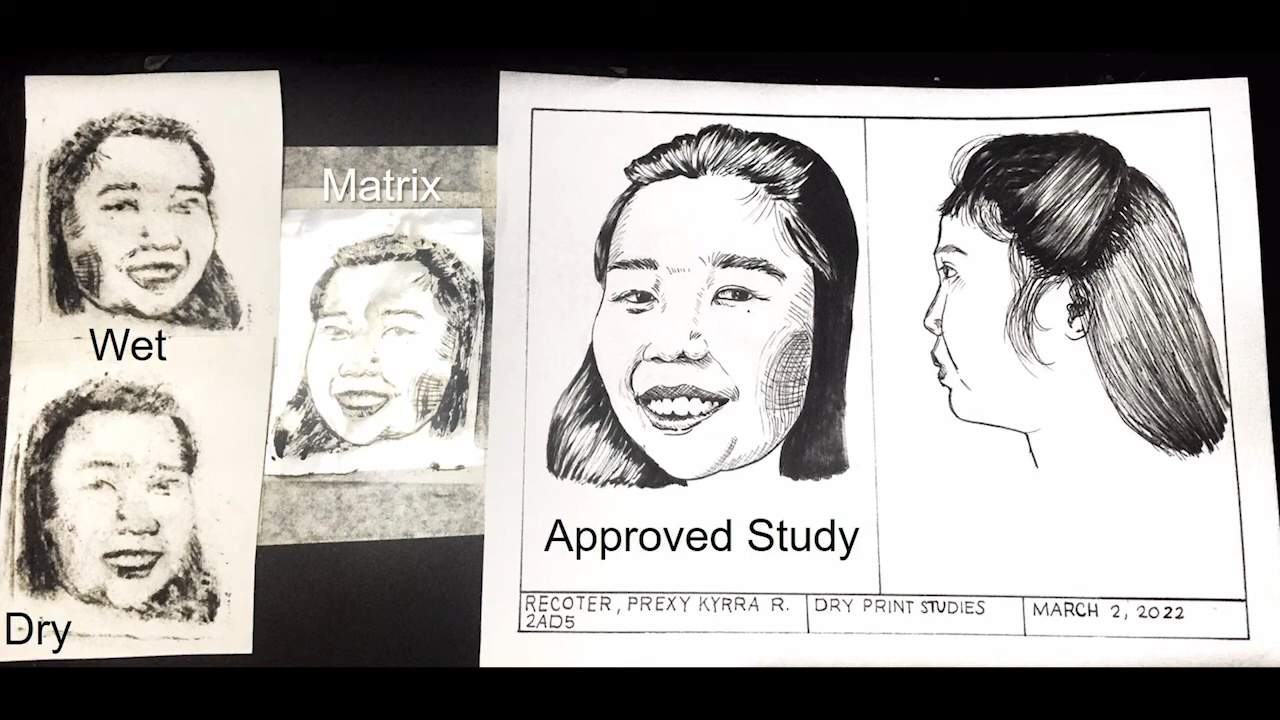 Matrix
Wet
Dry
Approved Study
RECOTER, PREXY KYRRA R.
2AD5
DRY PRINT STUDIES
MARCH 2, 2022